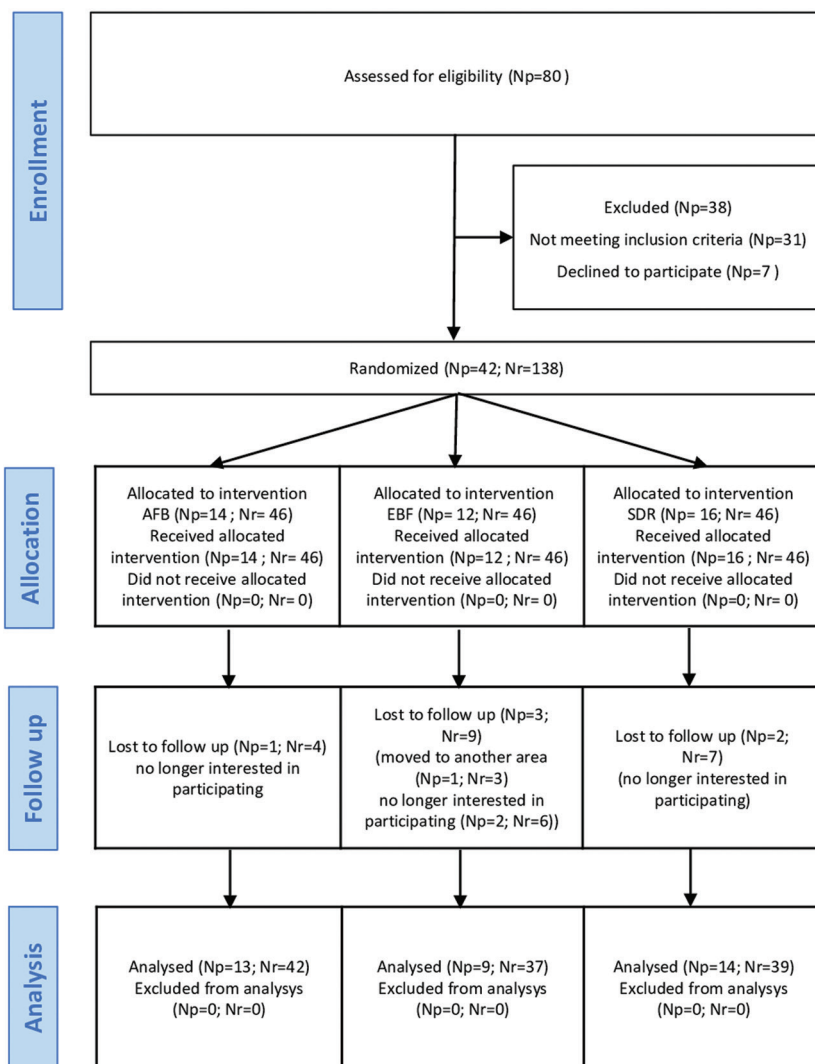 Enrollment
Assessed for eligibility (Np=80 )
Excluded (Np=38)
Not meeting inclusion criteria (Np=31)
Declined to participate (Np=7 )
Randomized (Np=42; Nr=138)
Allocation
Allocated to intervention
AFB (Np=14 ; Nr= 46)
Received allocated
intervention (Np=14 ; Nr= 46)
Did not receive allocated
intervention (Np=0; Nr= 0)
Allocated to intervention
EBF (Np= 12; Nr= 46)
Received allocated
intervention (Np=12 ; Nr= 46)
Did not receive allocated
intervention (Np=0; Nr= 0)
Allocated to intervention
SDR (Np= 16; Nr= 46)
Received allocated
intervention (Np=16 ; Nr= 46)
Did not receive allocated
intervention (Np=0; Nr= 0)
Follow up
Lost to follow up (Np=1; Nr=4)
no longer interested in
participating
Lost to follow up (Np=3;
Nr=9)
(moved to another area
(Np=1; Nr=3)
no longer interested in
participating (Np=2; Nr=6))
Lost to follow up (Np=2;
Nr=7)
(no longer interested in
participating)
Analysis
Analysed (Np=13; Nr=42)
Excluded from analysys
(Np=0; Nr=0)
Analysed (Np=9; Nr=37)
Excluded from analysys
(Np=0; Nr=0)
Analysed (Np=14; Nr=39)
Excluded from analysys
(Np=0; Nr=0)